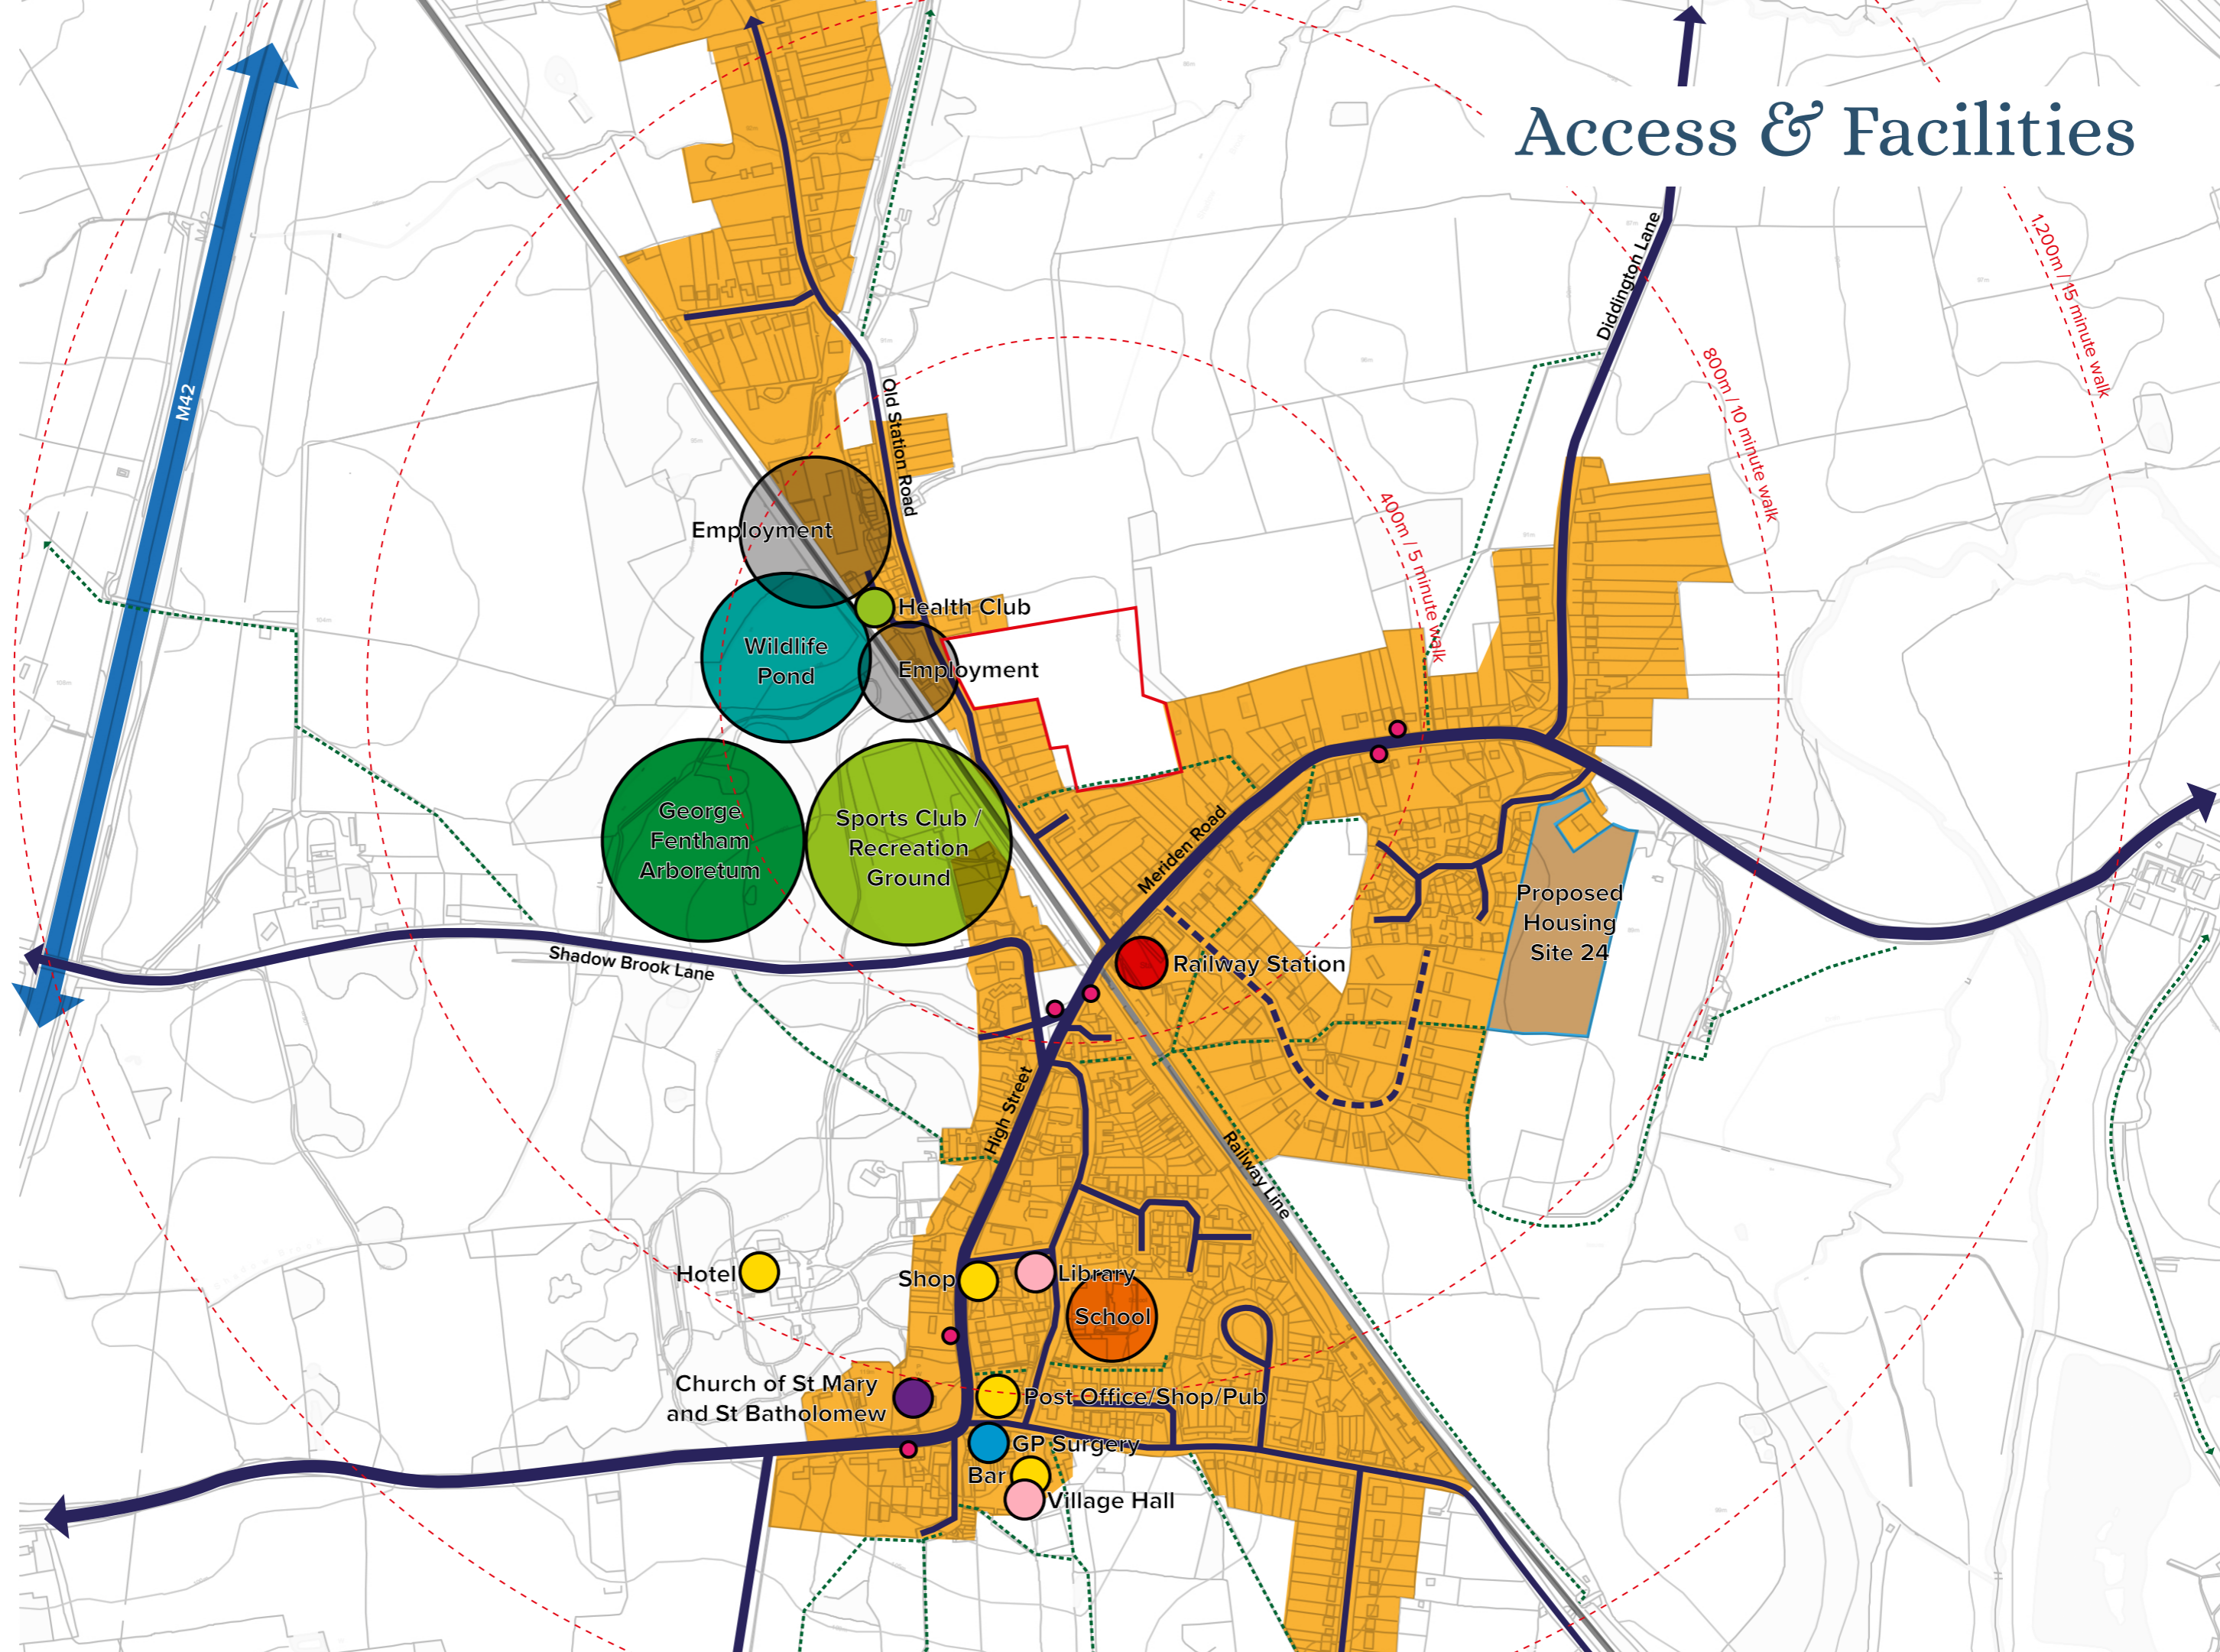 Access & Facilities
M42
M42
Old Station Road
Diddington Lane
1,200m / 15 minute walk
800m / 10 minute walk
400m / 5 minute walk
Employment
Health Club
Wildlife
Pond
Employment
George
Fentham
Arboretum
Sports Club /
Recreation
Ground
Meriden Road
Proposed
Housing
Site 24
Shadow Brook Lane
Railway Station
High Street
Railway Line
Hotel
Shop
Library
School
Church of St Mary
and St Batholomew
Post Office/Shop/Pub
GP Surgery
Bar
Village Hall